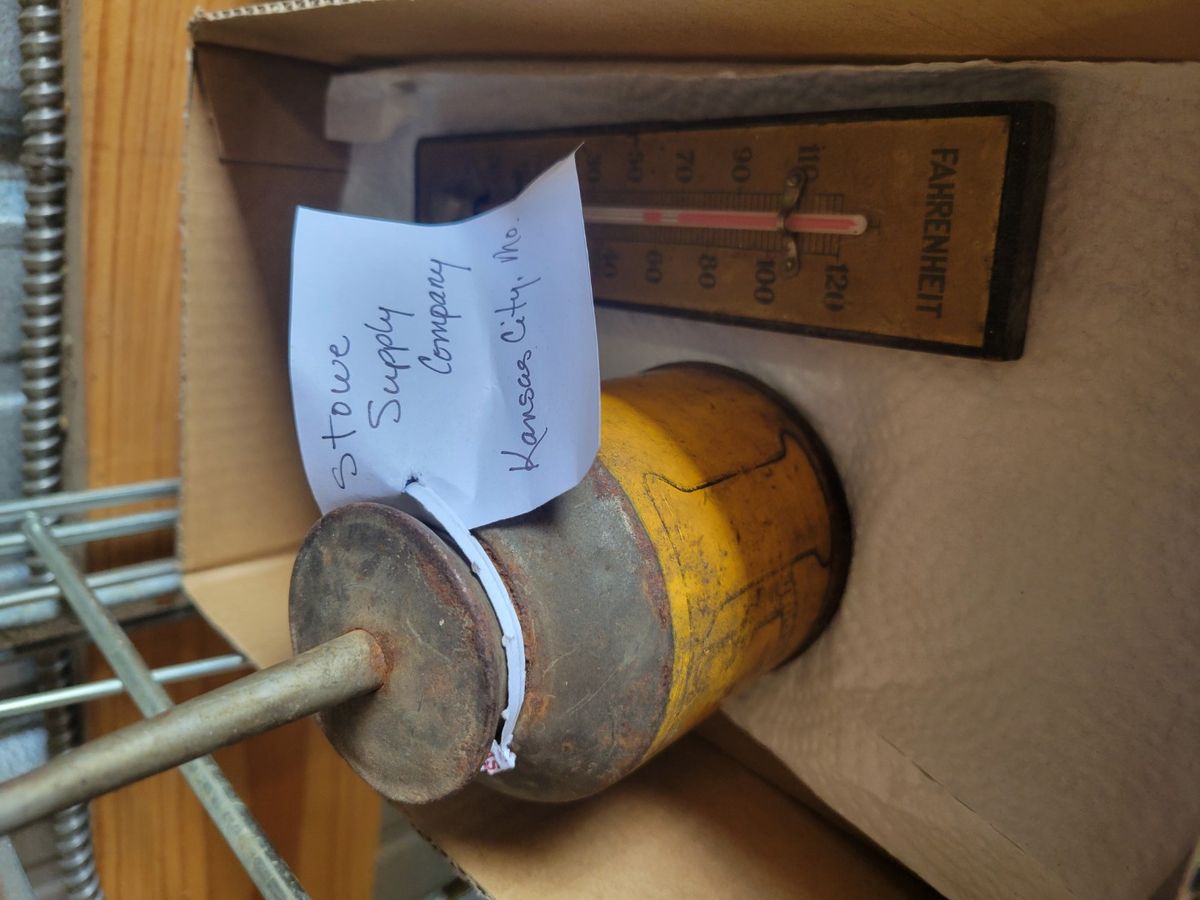 Stowe
Supply
Company
Kansas City, Mo.
FAHRENHEIT
120
110
100
90
80
70
60
50
40
30